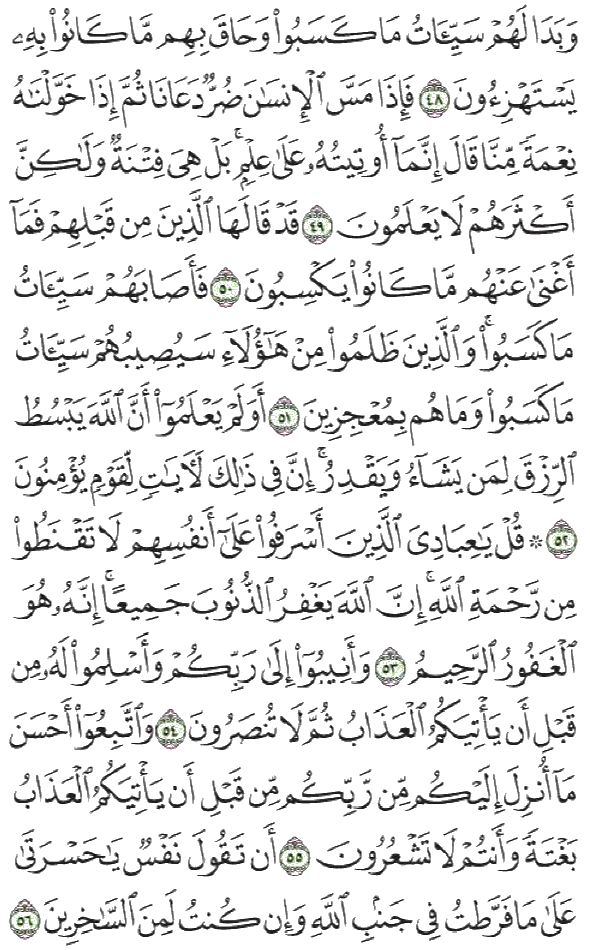 وَبَدَا لَهُمْ سَيِّـَٔاتُ مَا كَسَبُوا۟ وَحَاقَ بِهِم مَّا كَانُوا۟ بِهِۦ
يَسْتَهْزِءُونَ ٤٨ فَإِذَا مَسَّ ٱلْإِنسَـٰنَ ضُرٌّ دَعَانَا ثُمَّ إِذَا خَوَّلْنَـٰهُ
نِعْمَةً مِّنَّا قَالَ إِنَّمَآ أُوتِيتُهُۥ عَلَىٰ عِلْمٍۭ ۚ بَلْ هِىَ فِتْنَةٌ وَلَـٰكِنَّ
أَكْثَرَهُمْ لَا يَعْلَمُونَ ٤٩ قَدْ قَالَهَا ٱلَّذِينَ مِن قَبْلِهِمْ فَمَآ
أَغْنَىٰ عَنْهُم مَّا كَانُوا۟ يَكْسِبُونَ ٥٠ فَأَصَابَهُمْ سَيِّـَٔاتُ
مَا كَسَبُوا۟ ۚ وَٱلَّذِينَ ظَلَمُوا۟ مِنْ هَـٰٓؤُلَآءِ سَيُصِيبُهُمْ سَيِّـَٔاتُ
مَا كَسَبُوا۟ وَمَا هُم بِمُعْجِزِينَ ٥١ أَوَلَمْ يَعْلَمُوٓا۟ أَنَّ ٱللَّهَ يَبْسُطُ
ٱلرِّزْقَ لِمَن يَشَآءُ وَيَقْدِرُ ۚ إِنَّ فِى ذَٰلِكَ لَـَٔايَـٰتٍ لِّقَوْمٍ يُؤْمِنُونَ
٥٢ ۞ قُلْ يَـٰعِبَادِىَ ٱلَّذِينَ أَسْرَفُوا۟ عَلَىٰٓ أَنفُسِهِمْ لَا تَقْنَطُوا۟
مِن رَّحْمَةِ ٱللَّهِ ۚ إِنَّ ٱللَّهَ يَغْفِرُ ٱلذُّنُوبَ جَمِيعًا ۚ إِنَّهُۥ هُوَ
ٱلْغَفُورُ ٱلرَّحِيمُ ٥٣ وَأَنِيبُوٓا۟ إِلَىٰ رَبِّكُمْ وَأَسْلِمُوا۟ لَهُۥ مِن
قَبْلِ أَن يَأْتِيَكُمُ ٱلْعَذَابُ ثُمَّ لَا تُنصَرُونَ ٥٤ وَٱتَّبِعُوٓا۟ أَحْسَنَ
مَآ أُنزِلَ إِلَيْكُم مِّن رَّبِّكُم مِّن قَبْلِ أَن يَأْتِيَكُمُ ٱلْعَذَابُ
بَغْتَةً وَأَنتُمْ لَا تَشْعُرُونَ ٥٥ أَن تَقُولَ نَفْسٌ يَـٰحَسْرَتَىٰ
عَلَىٰ مَا فَرَّطتُ فِى جَنۢبِ ٱللَّهِ وَإِن كُنتُ لَمِنَ ٱلسَّـٰخِرِينَ ٥٦